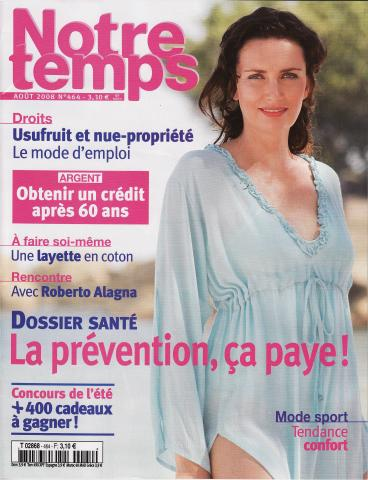 Notre
temps
AOÛT 2008 N°464 - 3,10 €
Droits
Usufruit et nue-propriété
Le mode d'emploi
ARGENT
Obtenir un crédit
après 60 ans
À faire soi-même
Une layette en coton
Rencontre
Avec Roberto Alagna
DOSSIER SANTÉ
La prévention, ça paye !
Concours de l'été
+ 400 cadeaux
à gagner !
T 02868 - 464 - F: 3,10 €
Mode sport
Tendance
confort